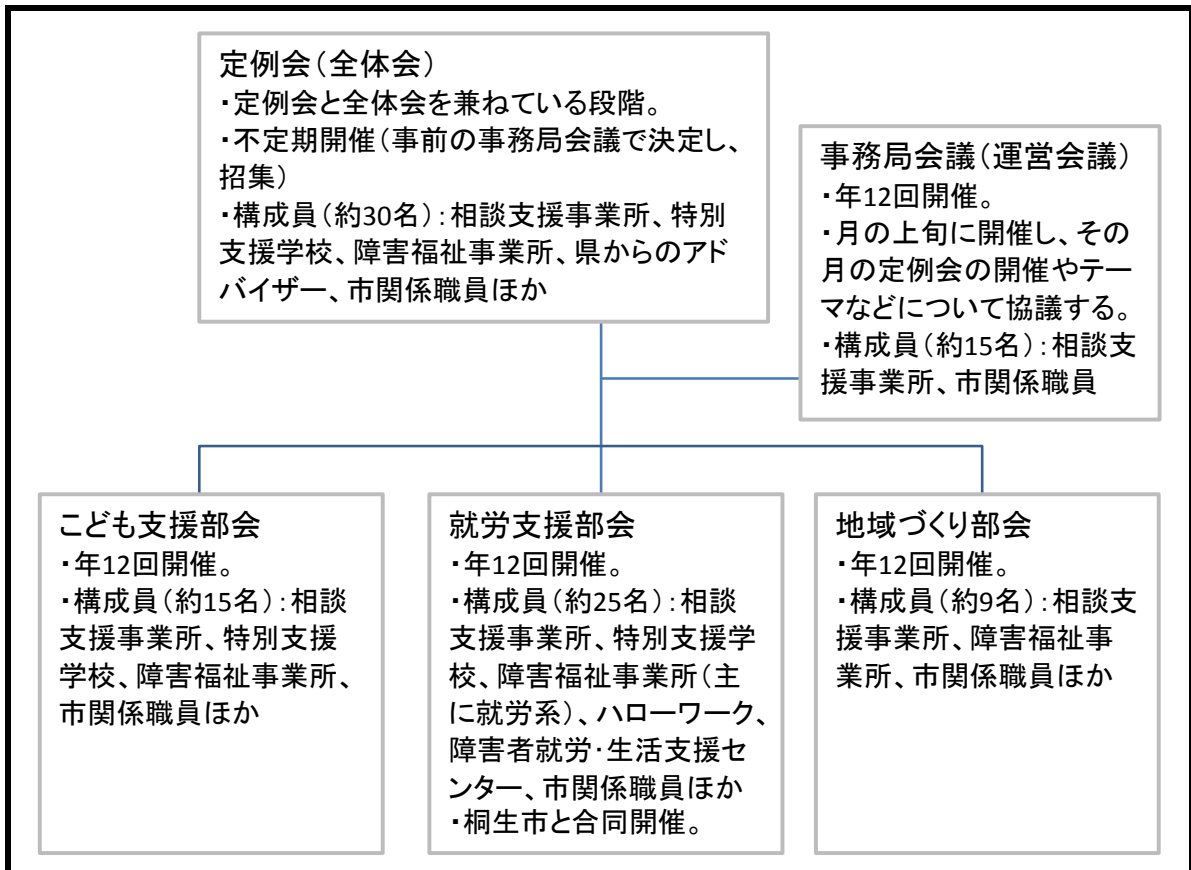 定例会（全体会）
・定例会と全体会を兼ねている段階。
・不定期開催（事前の事務局会議で決定し、
招集）
・構成員（約30名）：相談支援事業所、特別
支援学校、障害福祉事業所、県からのアド
バイザー、市関係職員ほか
事務局会議（運営会議）
・年12回開催。
・月の上旬に開催し、その
月の定例会の開催やテー
マなどについて協議する。
・構成員（約15名）：相談支
援事業所、市関係職員
こども支援部会
・年12回開催。
・構成員（約15名）：相談
支援事業所、特別支援
学校、障害福祉事業所、
市関係職員ほか
就労支援部会
・年12回開催。
・構成員（約25名）：相談
支援事業所、特別支援学
校、障害福祉事業所（主
に就労系）、ハローワーク、
障害者就労・生活支援セ
ンター、市関係職員ほか
・桐生市と合同開催。
地域づくり部会
・年12回開催。
・構成員（約9名）：相談支
援事業所、障害福祉事
業所、市関係職員ほか